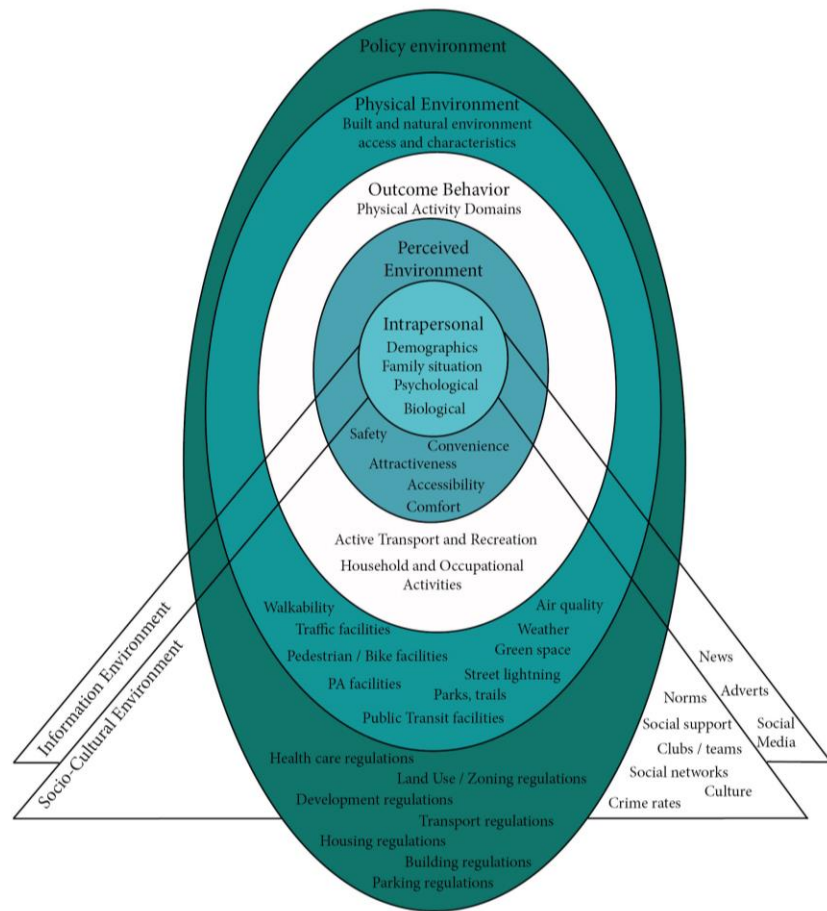 Policy environment
Physical Environment
Built and natural environment
access and characteristics
Outcome Behavior
Physical Activity Domains
Perceived
Environment
Intrapersonal
Demographics
Family situation
Psychological
Biological
Safety
Convenience
Attractiveness
Accessibility
Comfort
Active Transport and Recreation
Household and Occupational
Activities
Walkability
Air quality
Traffic facilities
Weather
Pedestrian / Bike facilities
Green space
PA facilities
Street lightning
Parks, trails
Public Transit facilities
Health care regulations
Land Use / Zoning regulations
Development regulations
Transport regulations
Housing regulations
Building regulations
Parking regulations
Information Environment
Socio-Cultural Environment
News
Adverts
Norms
Social support
Social
Media
Clubs / teams
Social networks
Culture
Crime rates